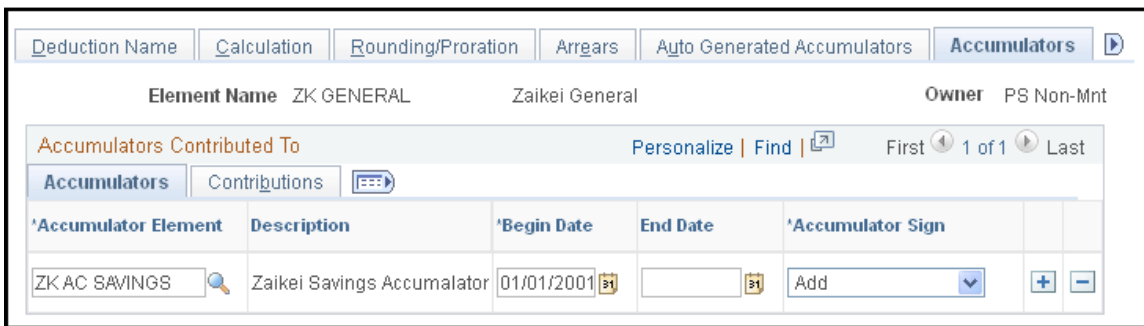 Deduction Name Calculation Rounding/Proration Arrears Auto Generated Accumulators Accumulators
Element Name ZK GENERAL Zaikei General Owner PS Non-Mnt
Accumulators Contributed To Personalize | Find | First 1 of 1 Last
Accumulators Contributions
*Accumulator Element Description *Begin Date End Date *Accumulator Sign
ZK AC SAVINGS Zaikei Savings Accumalator 01/01/2001 31 31 Add